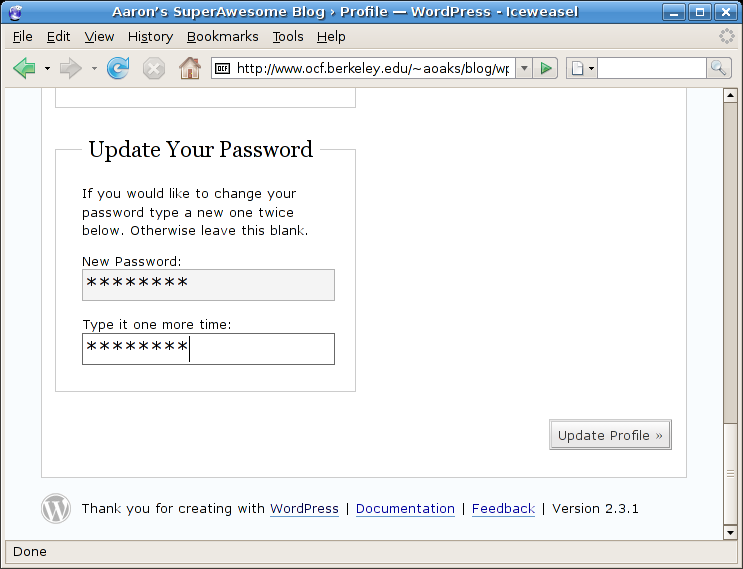 Aaron's SuperAwesome Blog › Profile — WordPress - Iceweasel
File Edit View History Bookmarks Tools Help
OCF http://www.ocf.berkeley.edu/~aoaks/blog/wp
Update Your Password
If you would like to change your
password type a new one twice
below. Otherwise leave this blank.
New Password:
********
Type it one more time:
********
Update Profile »
Thank you for creating with WordPress | Documentation | Feedback | Version 2.3.1
Done